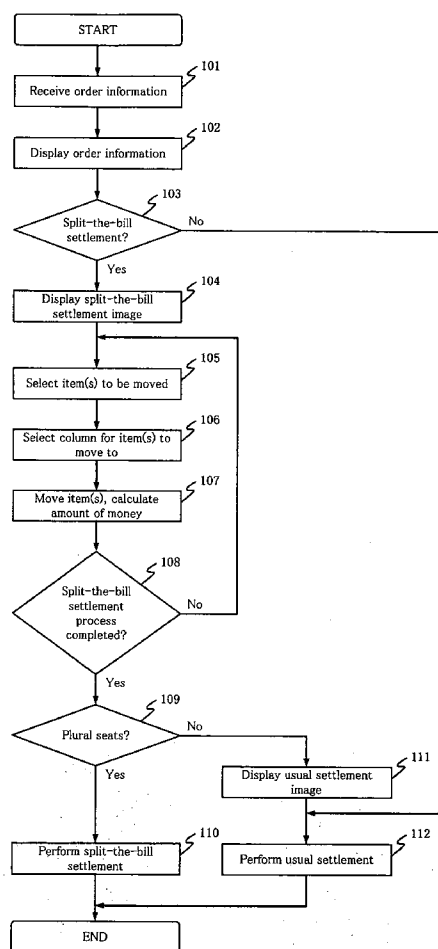 START
101
Receive order information
102
Display order information
103
Split-the-bill
settlement?
No
Yes
104
Display split-the-bill
settlement image
105
Select item(s) to be moved
106
Select column for item(s) to
move to
107
Move item(s), calculate
amount of money
108
Split-the-bill
settlement
process
completed?
No
Yes
109
Plural seats?
No
Yes
111
Display usual settlement
image
110
Perform split-the-bill
settlement
112
Perform usual settlement
END